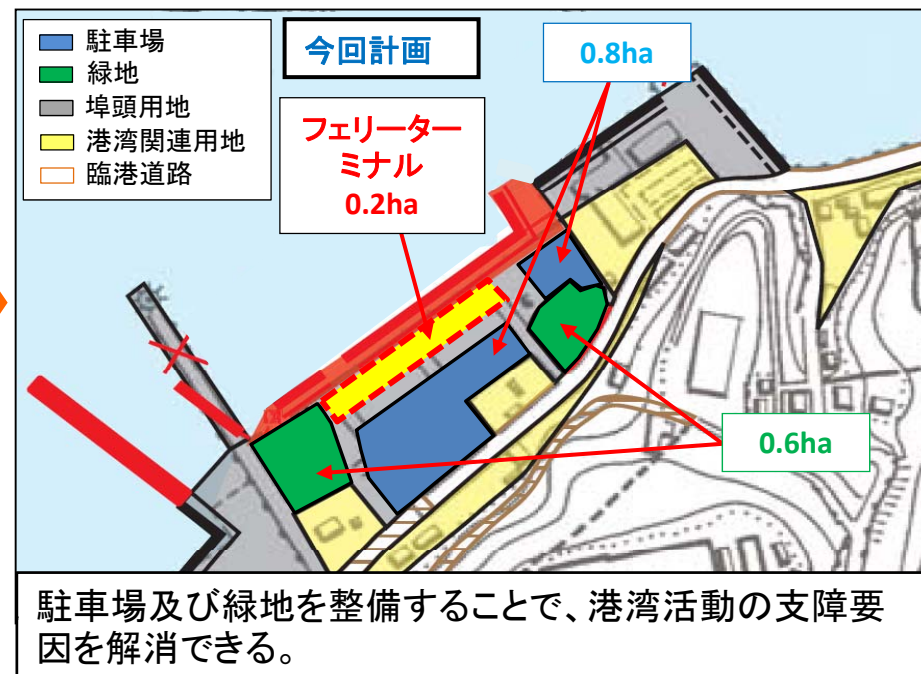 駐車場
緑地
埠頭用地
港湾関連用地
臨港道路
今回計画
0.8ha
フェリーター
ミナル
0.2ha
0.6ha
駐車場及び緑地を整備することで、港湾活動の支障要
因を解消できる。